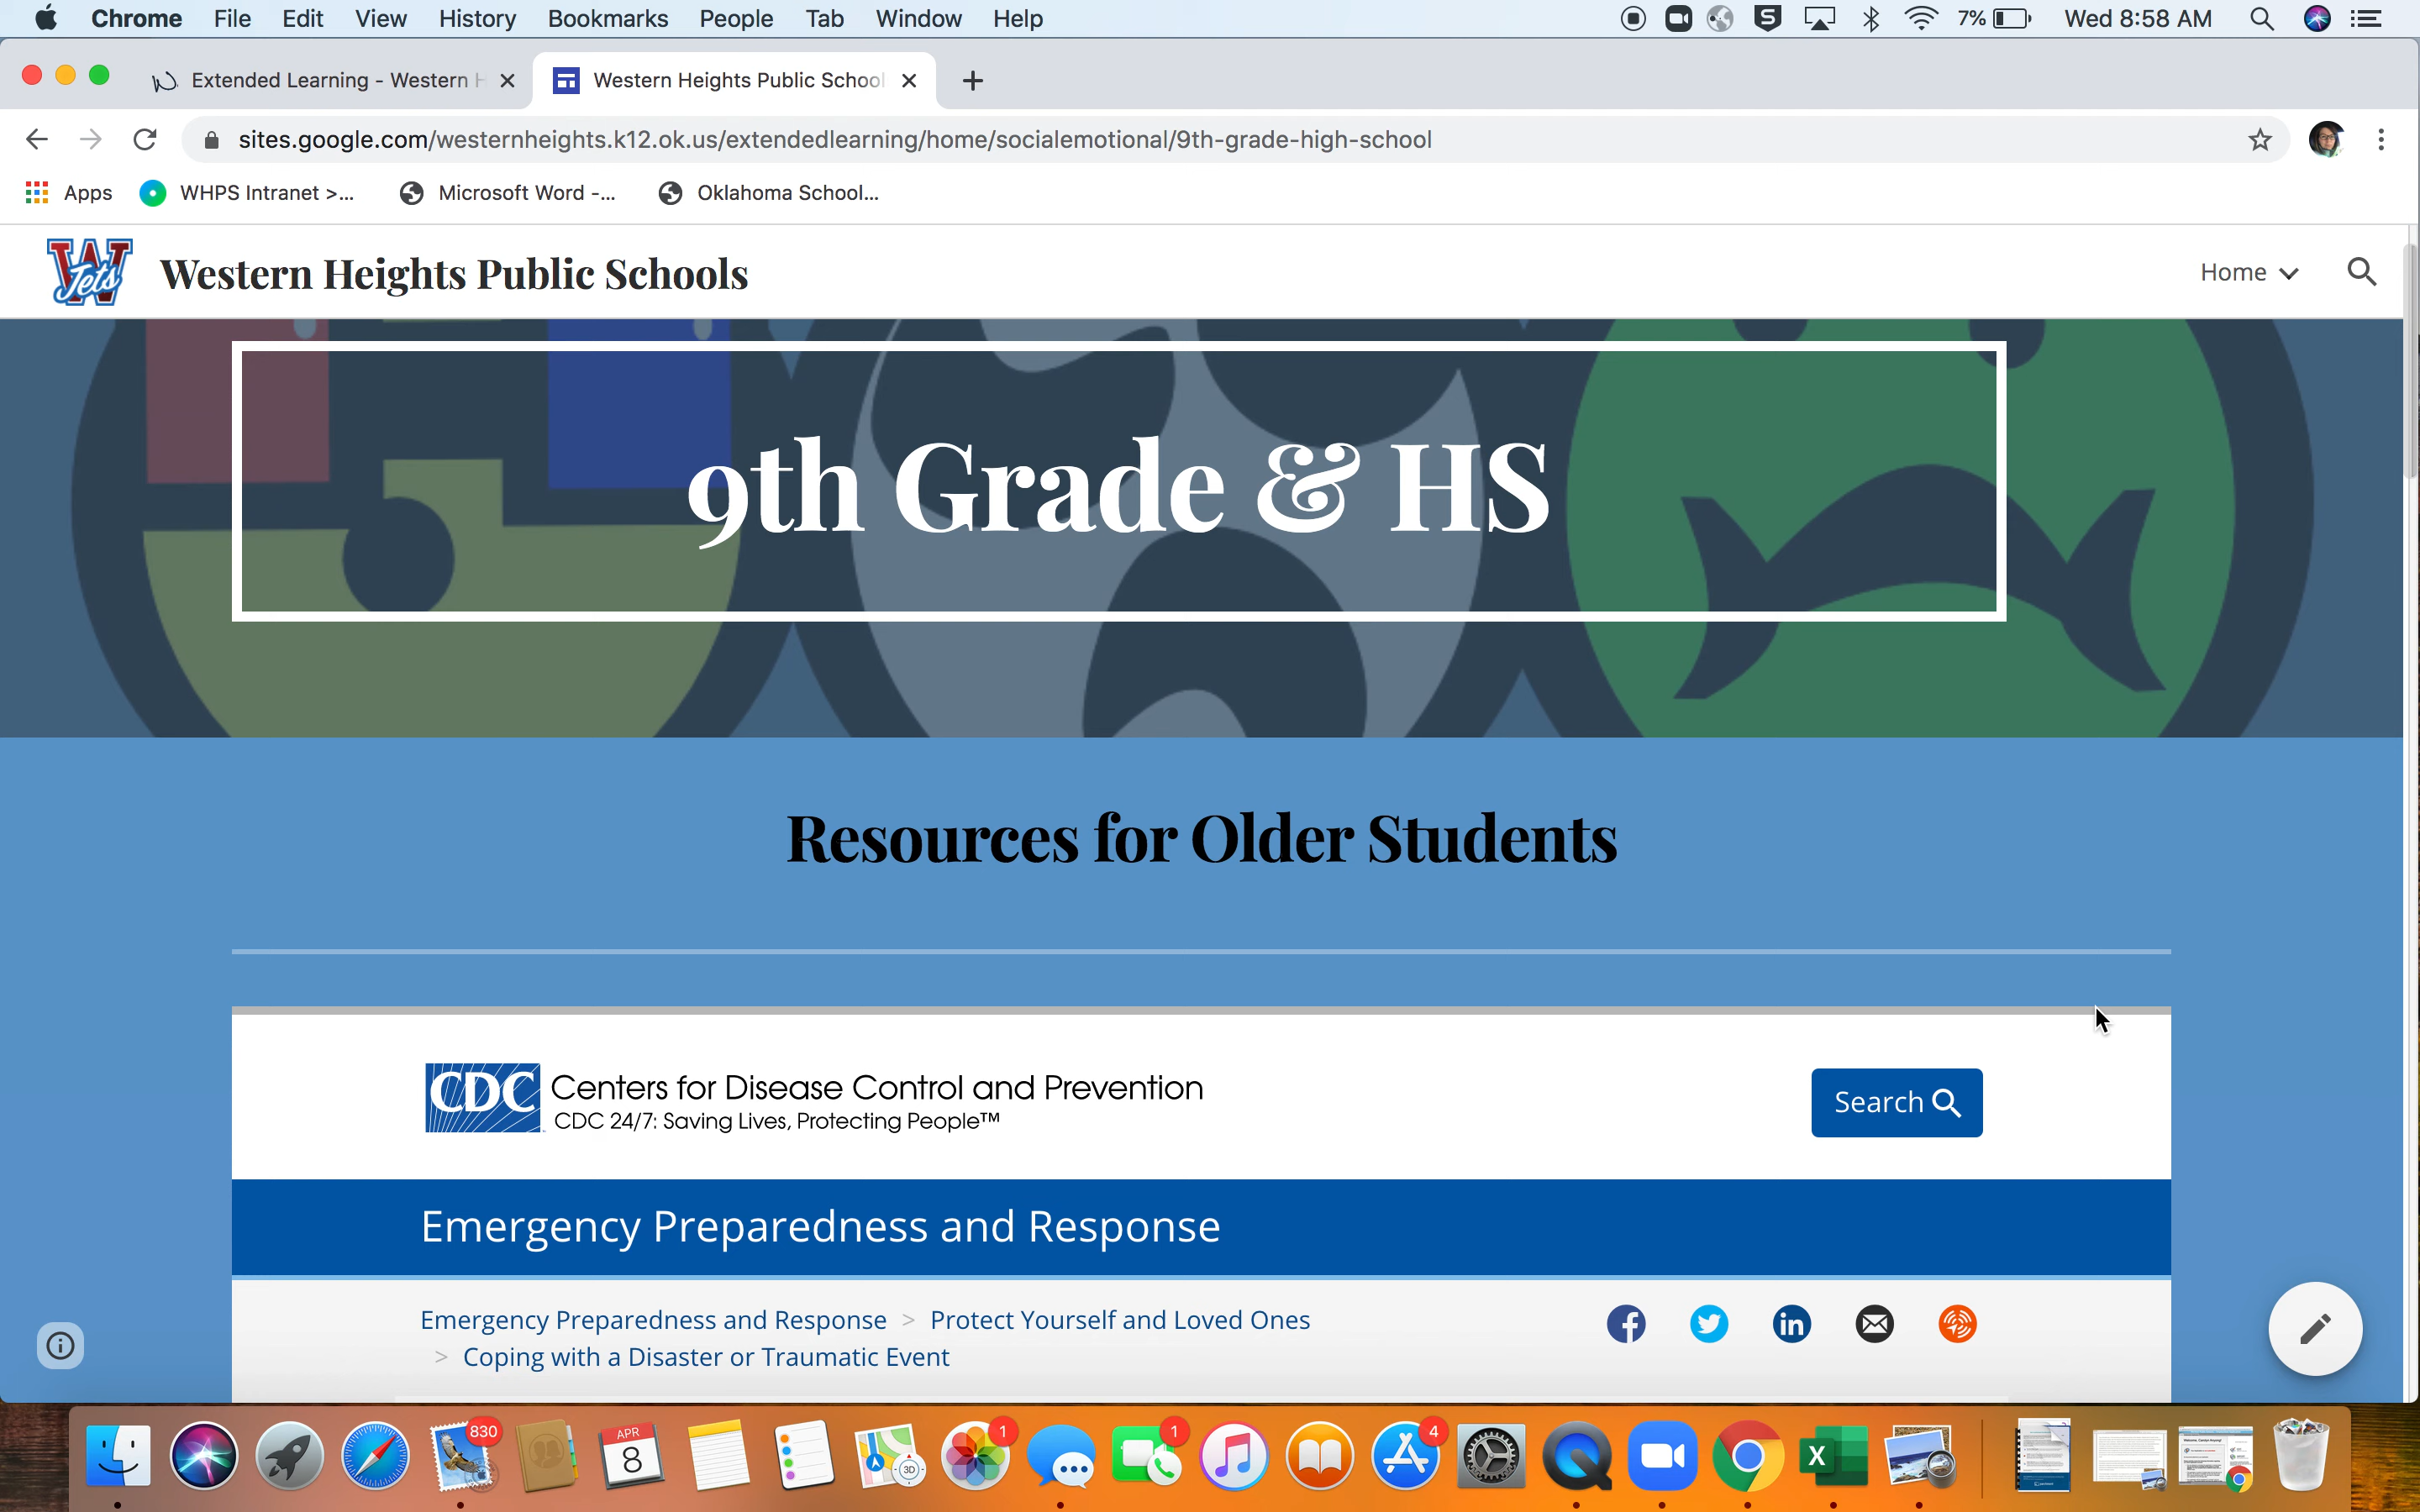 Chrome File Edit View History Bookmarks People Tab Window Help S 7% Wed 8:58 AM
Extended Learning - Western H Western Heights Public School
sites.google.com/westernheights.k12.ok.us/extendedlearning/home/socialemotional/9th-grade-high-school
Apps WHPS Intranet >... Microsoft Word -... Oklahoma School...
W Jets Western Heights Public Schools Home
9th Grade & HS
Resources for Older Students
CDC Centers for Disease Control and Prevention
CDC 24/7: Saving Lives, Protecting People™
Search
Emergency Preparedness and Response
Emergency Preparedness and Response > Protect Yourself and Loved Ones
> Coping with a Disaster or Traumatic Event
830 APR 8 3D 1 1 4 X